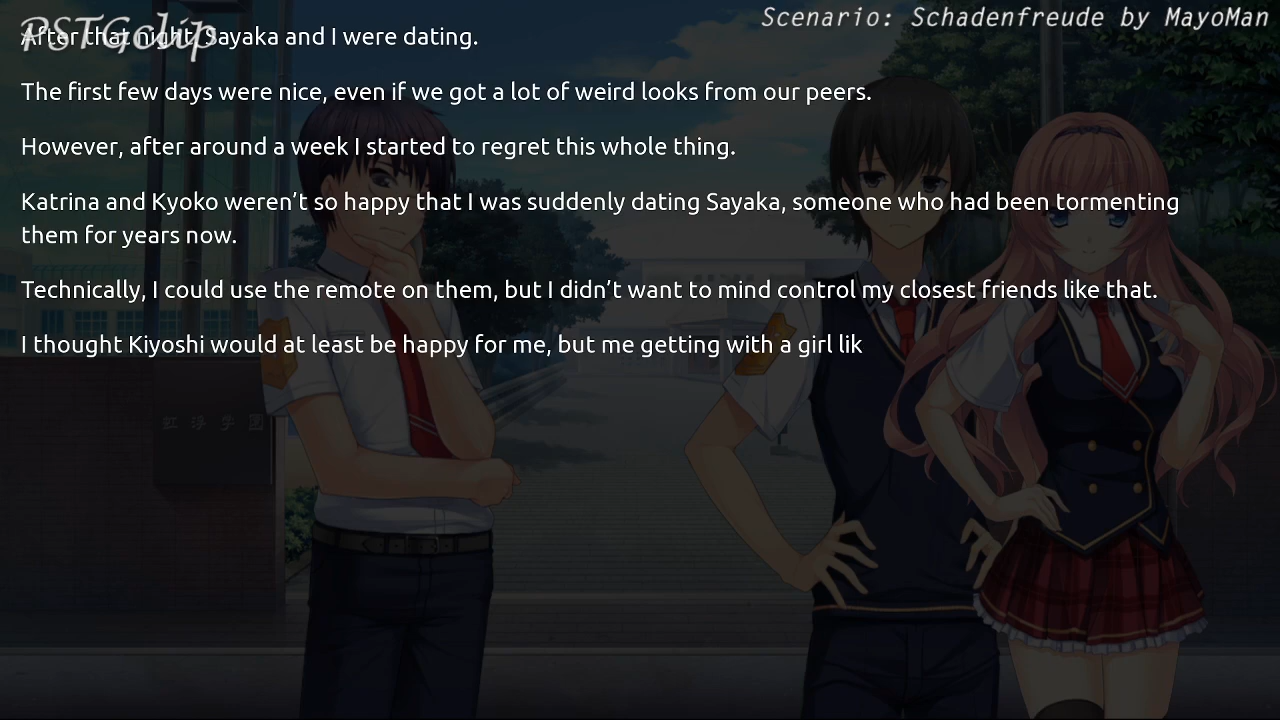 PSTGclip
Scenario: Schadenfreude by MayoMan
After that night, Sayaka and I were dating.
The first few days were nice, even if we got a lot of weird looks from our peers.
However, after around a week I started to regret this whole thing.
Katrina and Kyoko weren’t so happy that I was suddenly dating Sayaka, someone who had been tormenting
them for years now.
Technically, I could use the remote on them, but I didn’t want to mind control my closest friends like that.
I thought Kiyoshi would at least be happy for me, but me getting with a girl lik